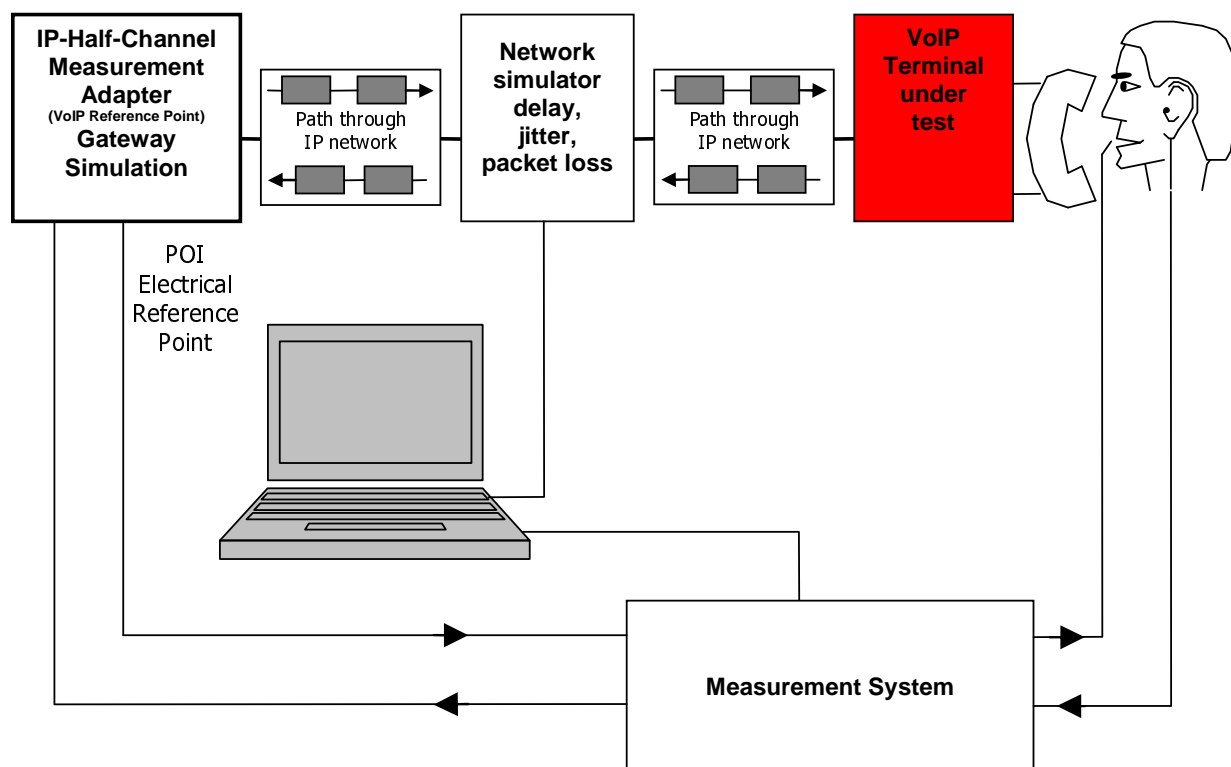 IP-Half-Channel
Measurement
Adapter
(VoIP Reference Point)
Gateway
Simulation
Path through
IP network
Network
simulator
delay,
jitter,
packet loss
Path through
IP network
VoIP
Terminal
under
test
POI
Electrical
Reference
Point
Measurement System